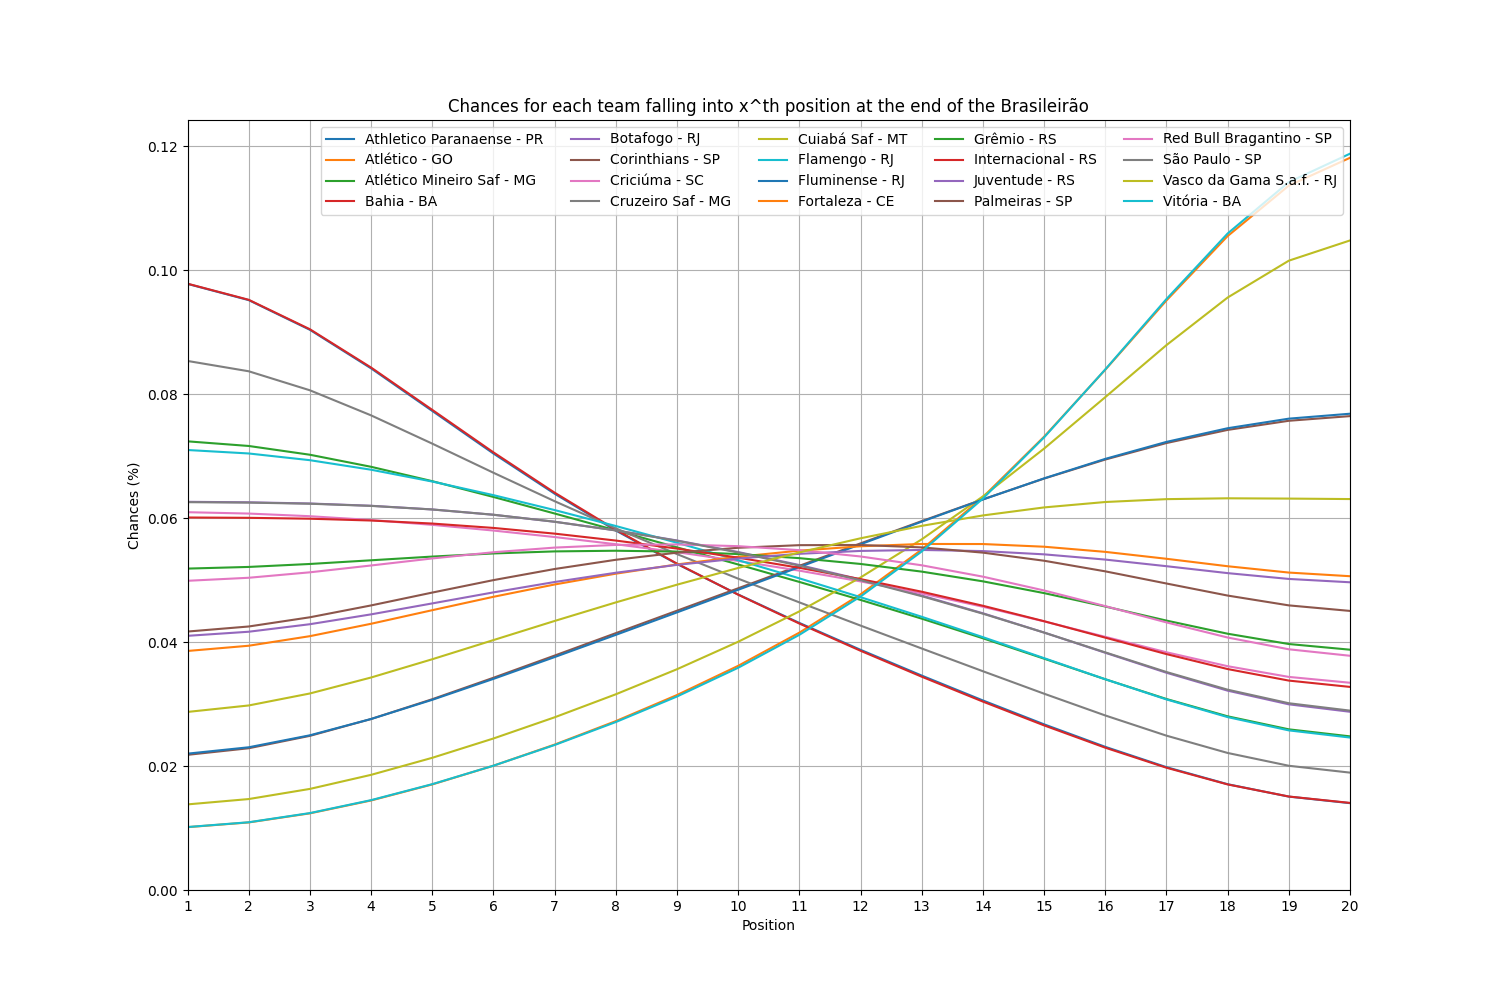 Chances for each team falling into x^th position at the end of the Brasileirão
Athletico Paranaense - PR
Atlético - GO
Atlético Mineiro Saf - MG
Bahia - BA
Botafogo - RJ
Corinthians - SP
Criciúma - SC
Cruzeiro Saf - MG
Cuiabá Saf - MT
Flamengo - RJ
Fluminense - RJ
Fortaleza - CE
Grêmio - RS
Internacional - RS
Juventude - RS
Palmeiras - SP
Red Bull Bragantino - SP
São Paulo - SP
Vasco da Gama S.a.f. - RJ
Vitória - BA
Chances (%)
0.12
0.10
0.08
0.06
0.04
0.02
0.00
1 2 3 4 5 6 7 8 9 10 11 12 13 14 15 16 17 18 19 20
Position